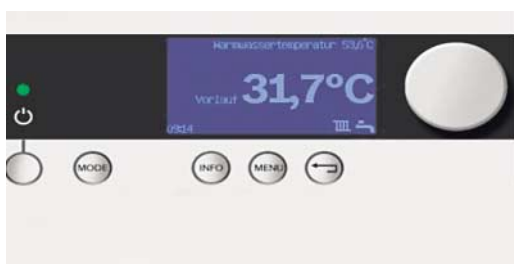 Warmwassertemperatur 53,6°C
Vorlauf 31,7°C
09:14
MODE INFO MENU